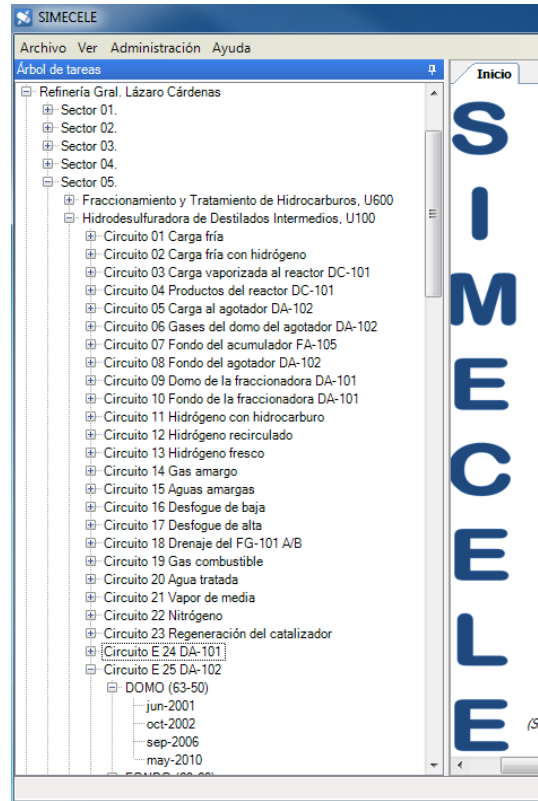 SIMECELE
Archivo Ver Administración Ayuda
Árbol de tareas
Refinería Gral. Lázaro Cárdenas
Sector 01.
Sector 02.
Sector 03.
Sector 04.
Sector 05.
Fraccionamiento y Tratamiento de Hidrocarburos, U600
Hidrodesulfuradora de Destilados Intermedios, U100
Circuito 01 Carga fría
Circuito 02 Carga fría con hidrógeno
Circuito 03 Carga vaporizada al reactor DC-101
Circuito 04 Productos del reactor DC-101
Circuito 05 Carga al agotador DA-102
Circuito 06 Gases del domo del agotador DA-102
Circuito 07 Fondo del acumulador FA-105
Circuito 08 Fondo del agotador DA-102
Circuito 09 Domo de la fraccionadora DA-101
Circuito 10 Fondo de la fraccionadora DA-101
Circuito 11 Hidrógeno con hidrocarburo
Circuito 12 Hidrógeno recirculado
Circuito 13 Hidrógeno fresco
Circuito 14 Gas amargo
Circuito 15 Aguas amargas
Circuito 16 Desfogue de baja
Circuito 17 Desfogue de alta
Circuito 18 Drenaje del FG-101 A/B
Circuito 19 Gas combustible
Circuito 20 Agua tratada
Circuito 21 Vapor de media
Circuito 22 Nitrógeno
Circuito 23 Regeneración del catalizador
Circuito E 24 DA-101
Circuito E 25 DA-102
DOMO (63-50)
jun-2001
oct-2002
sep-2006
may-2010
Inicio
S
I
M
E
C
E
L
E
(S